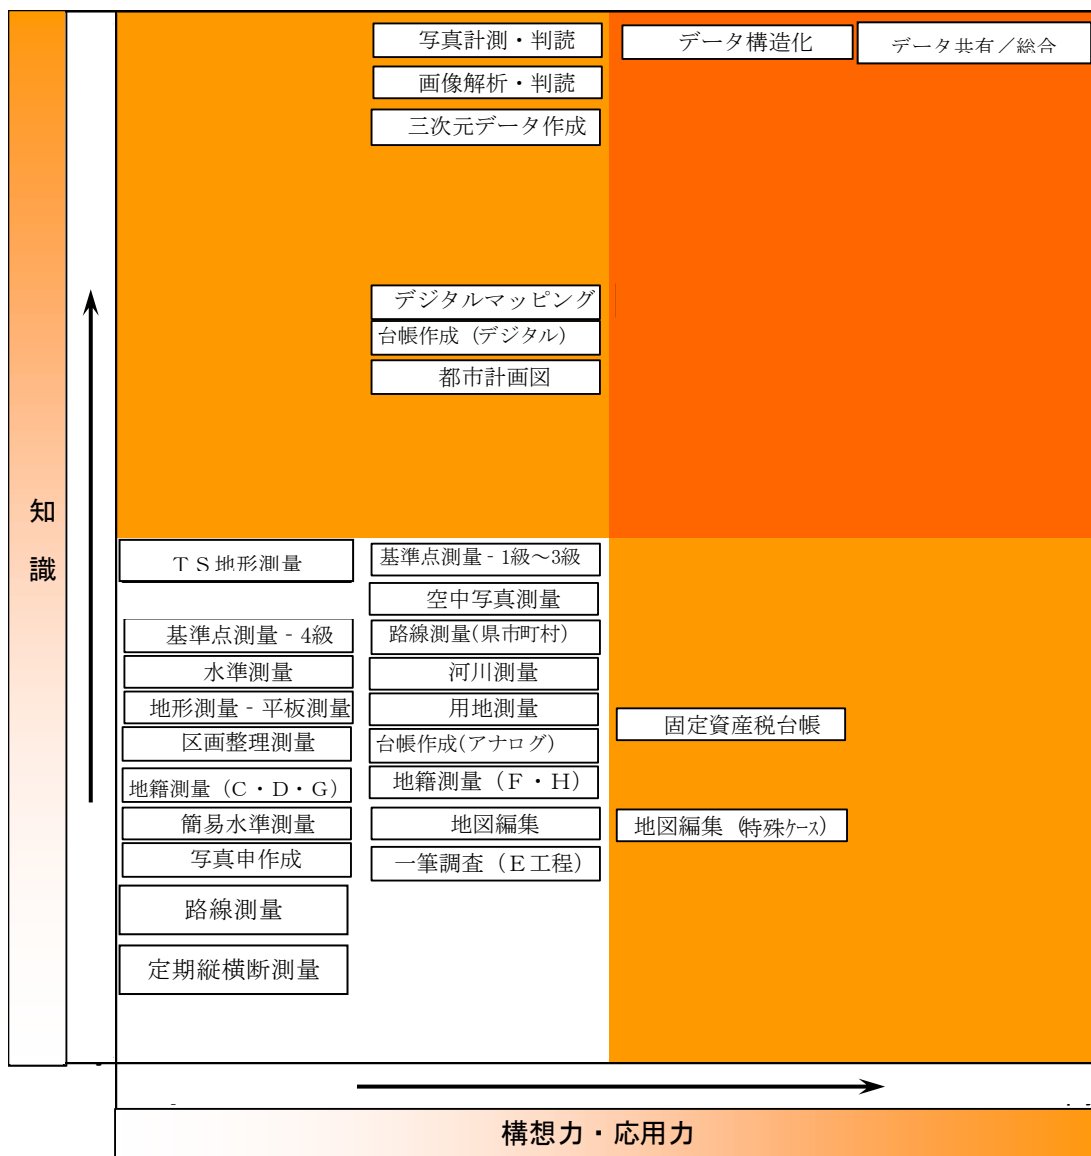 写真計測・判読
データ構造化
データ共有／総合
画像解析・判読
三次元データ作成
デジタルマッピング
台帳作成（デジタル）
都市計画図
知
識
ＴＳ地形測量
基準点測量‐1級～3級
空中写真測量
基準点測量‐4級
路線測量(県市町村)
水準測量
河川測量
地形測量‐平板測量
用地測量
固定資産税台帳
区画整理測量
台帳作成(アナログ)
地籍測量（Ｃ・Ｄ・Ｇ）
地籍測量（Ｆ・Ｈ）
簡易水準測量
地図編集
地図編集（特殊ｹｰｽ）
写真申作成
一筆調査（Ｅ工程）
路線測量
定期縦横断測量
構想力・応用力